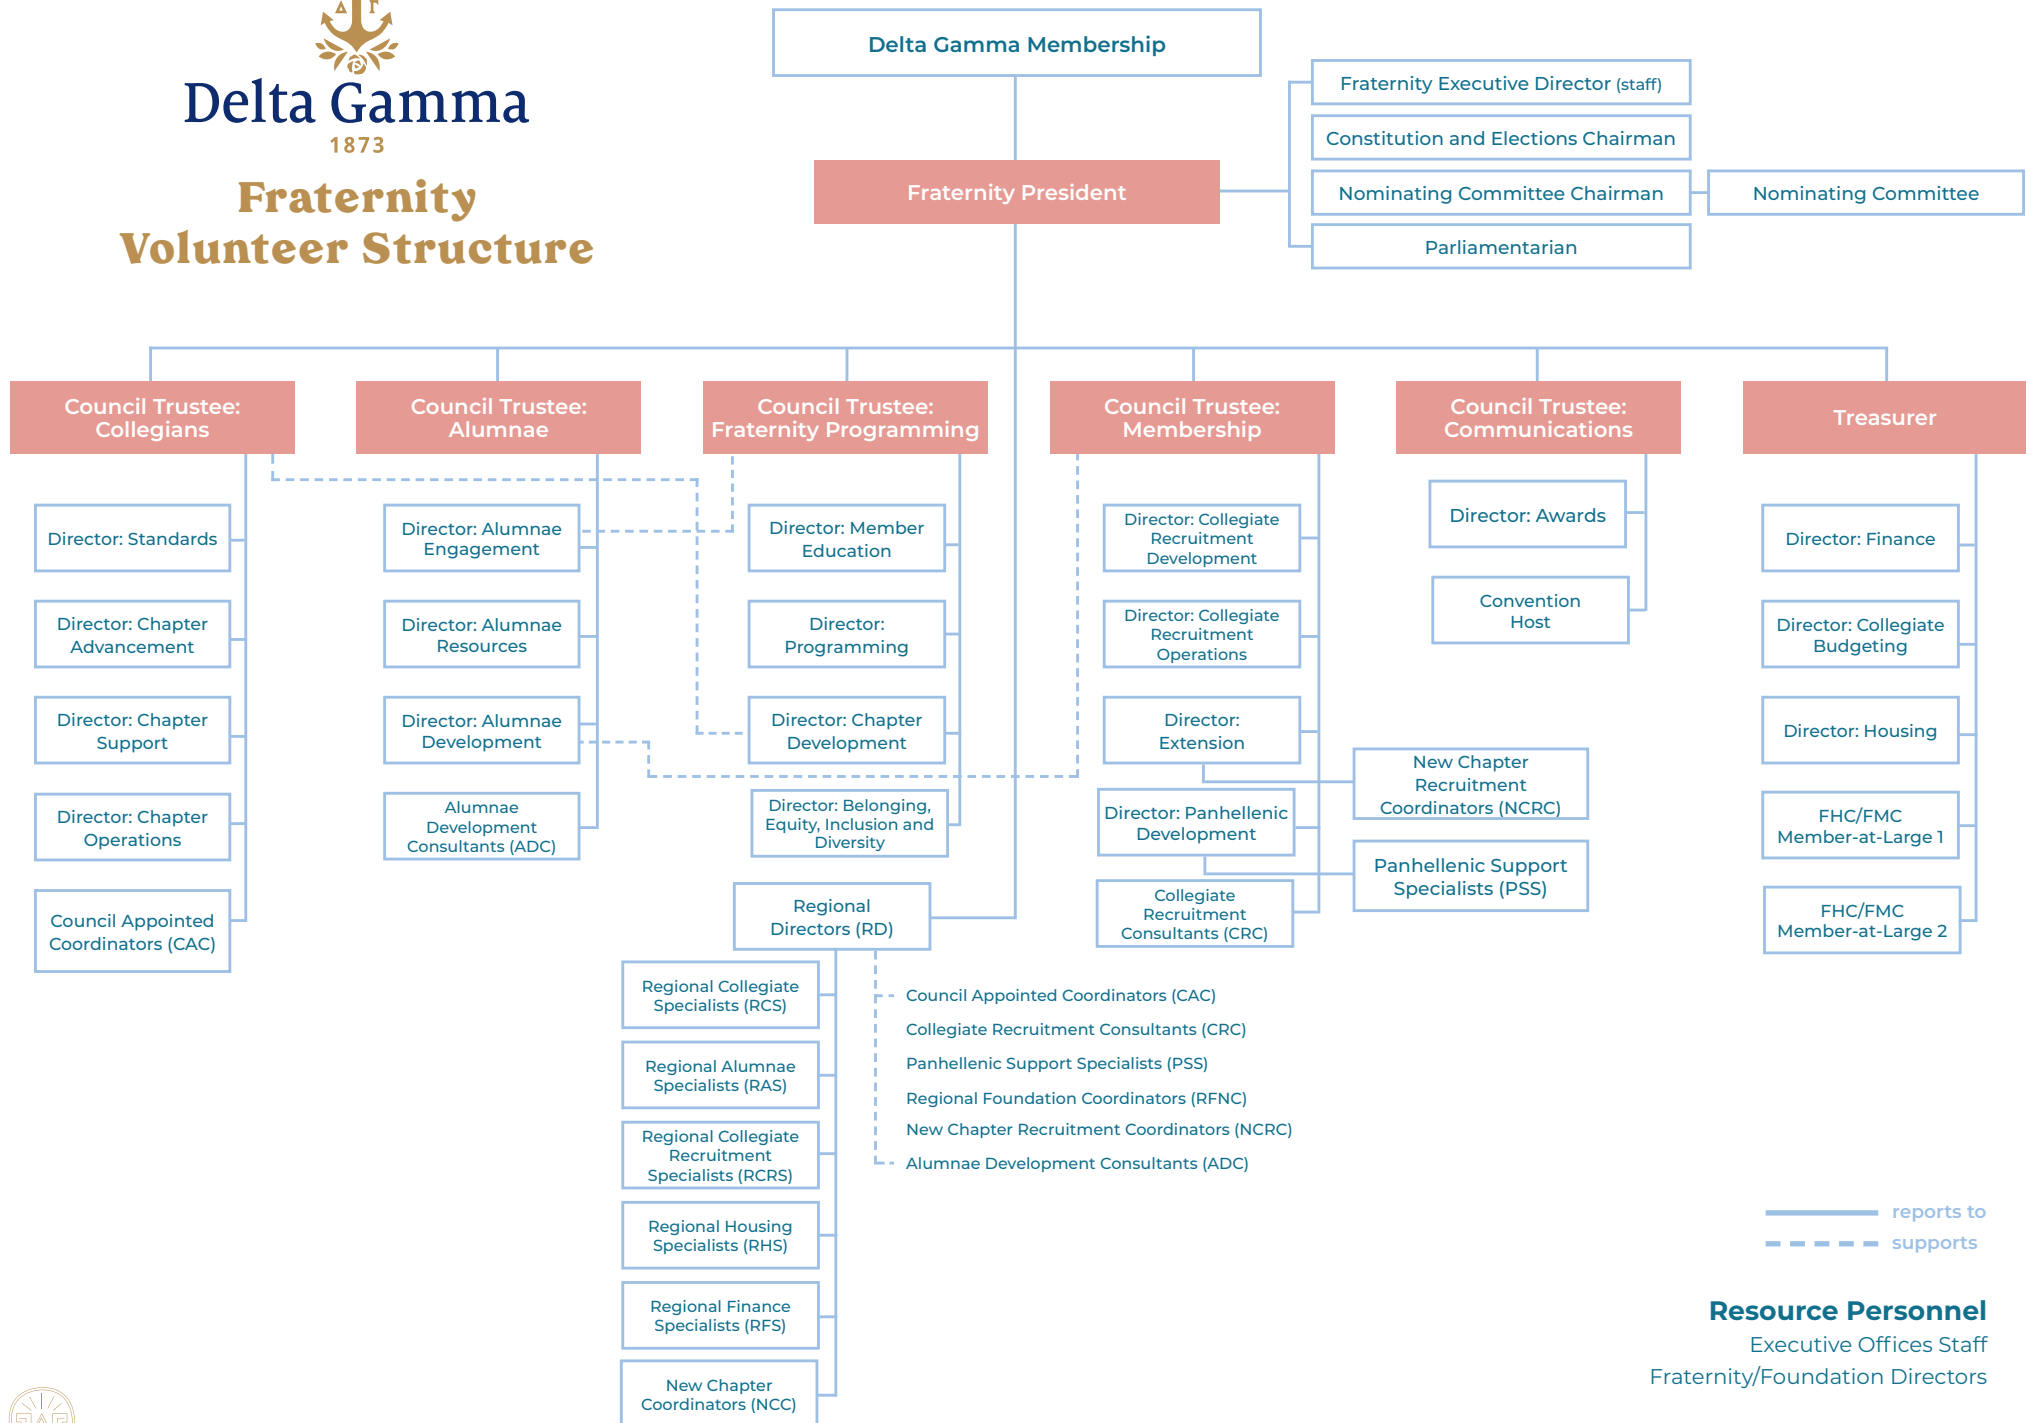 Δ Γ
Delta Gamma
1873
Fraternity
Volunteer Structure
Delta Gamma Membership
Fraternity President
Fraternity Executive Director (staff)
Constitution and Elections Chairman
Nominating Committee Chairman
Nominating Committee
Parliamentarian
Council Trustee:
Collegians
Director: Standards
Director: Chapter
Advancement
Director: Chapter
Support
Director: Chapter
Operations
Council Appointed
Coordinators (CAC)
Council Trustee:
Alumnae
Director: Alumnae
Engagement
Director: Alumnae
Resources
Director: Alumnae
Development
Alumnae
Development
Consultants (ADC)
Council Trustee:
Fraternity Programming
Director: Member
Education
Director:
Programming
Director: Chapter
Development
Director: Belonging,
Equity, Inclusion and
Diversity
Regional
Directors (RD)
Regional Collegiate
Specialists (RCS)
Regional Alumnae
Specialists (RAS)
Regional Collegiate
Recruitment
Specialists (RCRS)
Regional Housing
Specialists (RHS)
Regional Finance
Specialists (RFS)
New Chapter
Coordinators (NCC)
Council Appointed Coordinators (CAC)
Collegiate Recruitment Consultants (CRC)
Panhellenic Support Specialists (PSS)
Regional Foundation Coordinators (RFNC)
New Chapter Recruitment Coordinators (NCRC)
Alumnae Development Consultants (ADC)
Council Trustee:
Membership
Director: Collegiate
Recruitment
Development
Director: Collegiate
Recruitment
Operations
Director:
Extension
New Chapter
Recruitment
Coordinators (NCRC)
Director: Panhellenic
Development
Panhellenic Support
Specialists (PSS)
Collegiate
Recruitment
Consultants (CRC)
Council Trustee:
Communications
Director: Awards
Convention
Host
Treasurer
Director: Finance
Director: Collegiate
Budgeting
Director: Housing
FHC/FMC
Member-at-Large 1
FHC/FMC
Member-at-Large 2
reports to
supports
Resource Personnel
Executive Offices Staff
Fraternity/Foundation Directors